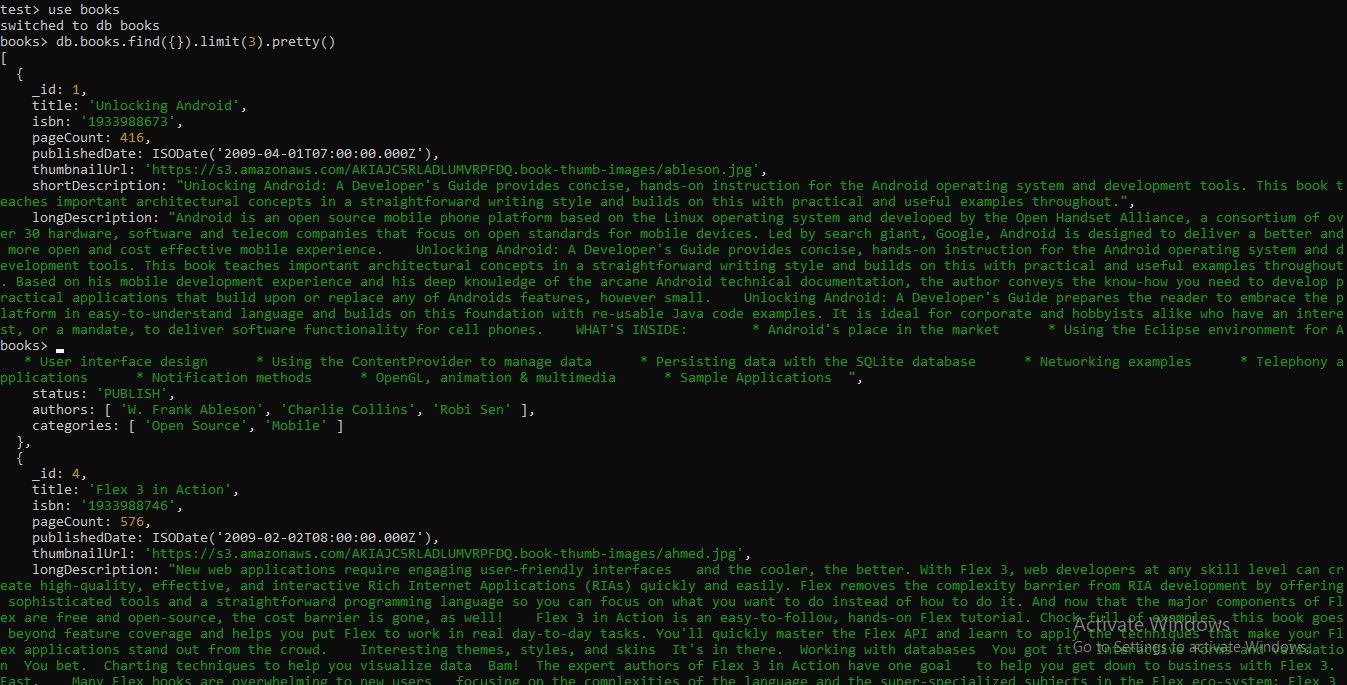 test> use books
switched to db books
books> db.books.find({}).limit(3).pretty()
[
  {
    _id: 1,
    title: 'Unlocking Android',
    isbn: '1933988673',
    pageCount: 416,
    publishedDate: ISODate('2009-04-01T07:00:00.000Z'),
    thumbnailUrl: 'https://s3.amazonaws.com/AKIAJC5RLADLUMVRPFDQ.book-thumb-images/ableson.jpg',
    shortDescription: "Unlocking Android: A Developer's Guide provides concise, hands-on instruction for the Android operating system and development tools. This book t
eaches important architectural concepts in a straightforward writing style and builds on this with practical and useful examples throughout.",
    longDescription: "Android is an open source mobile phone platform based on the Linux operating system and developed by the Open Handset Alliance, a consortium of ov
er 30 hardware, software and telecom companies that focus on open standards for mobile devices. Led by search giant, Google, Android is designed to deliver a better and
 more open and cost effective mobile experience.    Unlocking Android: A Developer's Guide provides concise, hands-on instruction for the Android operating system and d
evelopment tools. This book teaches important architectural concepts in a straightforward writing style and builds on this with practical and useful examples throughout
. Based on his mobile development experience and his deep knowledge of the arcane Android technical documentation, the author conveys the know-how you need to develop p
ractical applications that build upon or replace any of Androids features, however small.    Unlocking Android: A Developer's Guide prepares the reader to embrace the p
latform in easy-to-understand language and builds on this foundation with re-usable Java code examples. It is ideal for corporate and hobbyists alike who have an intere
st, or a mandate, to deliver software functionality for cell phones.    WHAT'S INSIDE:        * Android's place in the market      * Using the Eclipse environment for A
books>
   * User interface design      * Using the ContentProvider to manage data      * Persisting data with the SQLite database      * Networking examples      * Telephony a
pplications      * Notification methods      * OpenGL, animation & multimedia      * Sample Applications  ",
    status: 'PUBLISH',
    authors: [ 'W. Frank Ableson', 'Charlie Collins', 'Robi Sen' ],
    categories: [ 'Open Source', 'Mobile' ]
  },
  {
    _id: 4,
    title: 'Flex 3 in Action',
    isbn: '1933988746',
    pageCount: 576,
    publishedDate: ISODate('2009-02-02T08:00:00.000Z'),
    thumbnailUrl: 'https://s3.amazonaws.com/AKIAJC5RLADLUMVRPFDQ.book-thumb-images/ahmed.jpg',
    longDescription: "New web applications require engaging user-friendly interfaces   and the cooler, the better. With Flex 3, web developers at any skill level can cr
eate high-quality, effective, and interactive Rich Internet Applications (RIAs) quickly and easily. Flex removes the complexity barrier from RIA development by offering
 sophisticated tools and a straightforward programming language so you can focus on what you want to do instead of how to do it. And now that the major components of Fl
ex are free and open-source, the cost barrier is gone, as well!    Flex 3 in Action is an easy-to-follow, hands-on Flex tutorial. Chock-full of examples, this book goes
 beyond feature coverage and helps you put Flex to work in real day-to-day tasks. You'll quickly master the Flex API and learn to apply the techniques that make your Fl
ex applications stand out from the crowd.    Interesting themes, styles, and skins  It's in there.  Working with databases  You got it.  Interactive forms and validatio
n  You bet.  Charting techniques to help you visualize data  Bam!  The expert authors of Flex 3 in Action have one goal   to help you get down to business with Flex 3.
Fast.    Many Flex books are overwhelming to new users   focusing on the complexities of the language and the super-specialized subjects in the Flex eco-system; Flex 3
Activate Windows
Go to Settings to activate Windows.